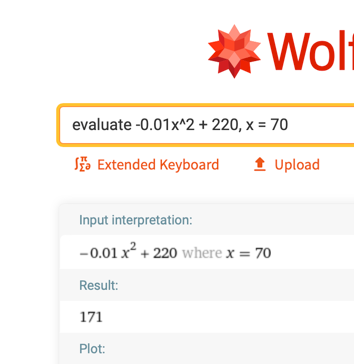 Wolf
evaluate -0.01x^2 + 220, x = 70
∫π Σ∂ Extended Keyboard Upload
Input interpretation:
−0.01 x² + 220 where x = 70
Result:
171
Plot: